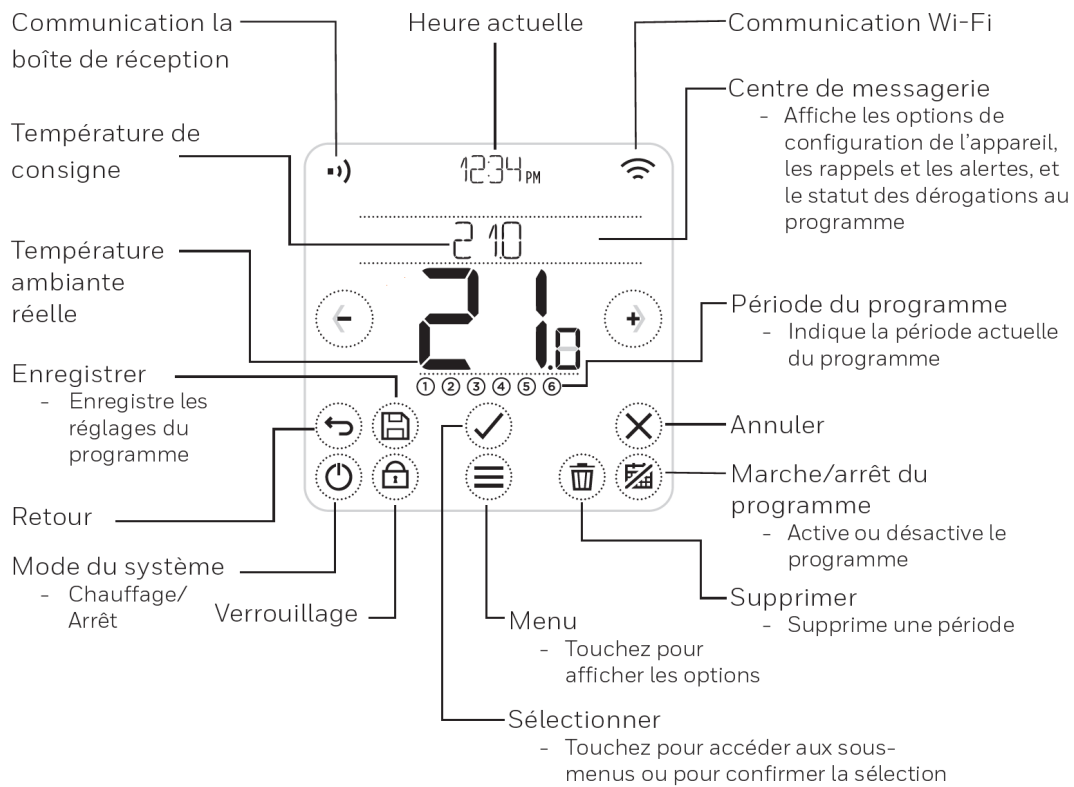 Communication la
boîte de réception
Heure actuelle
Communication Wi-Fi
Centre de messagerie
- Affiche les options de
configuration de l'appareil,
les rappels et les alertes, et
le statut des dérogations au
programme
Température de
consigne
12:34 PM
21.0
Température
ambiante
réelle
- +
21.0
Période du programme
- Indique la période actuelle
du programme
1 2 3 4 5 6
Enregistrer
- Enregistre les
réglages du
programme
Annuler
Marche/arrêt du
programme
- Active ou désactive le
programme
Retour
Mode du système
- Chauffage/
Arrêt
Verrouillage
Supprimer
- Supprime une période
Menu
- Touchez pour
afficher les options
Sélectionner
- Touchez pour accéder aux sous-
menus ou pour confirmer la sélection